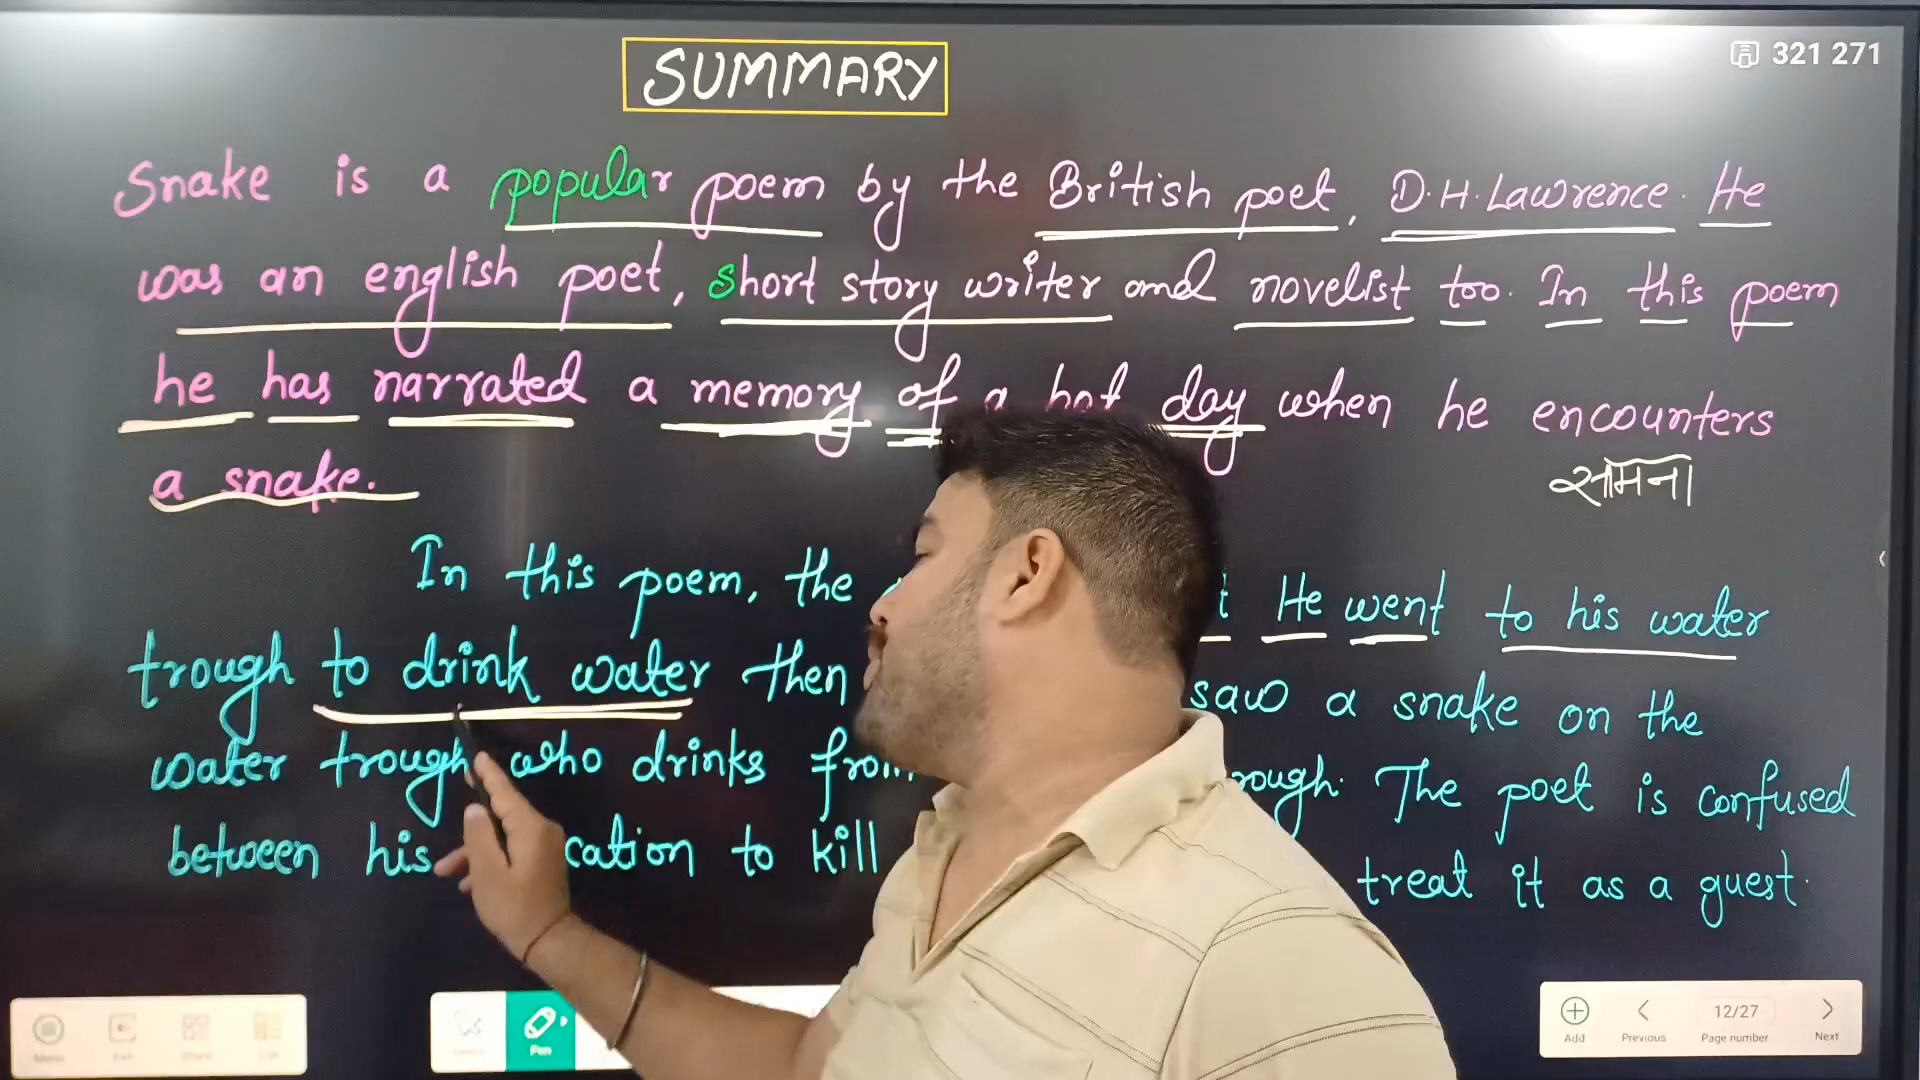 321 271
SUMMARY
Snake is a popular poem by the British poet, D.H.Lawrence. He
was an english poet, short story writer and novelist too. In this poem
he has narrated a memory of a hot day when he encounters
सामना
a snake.
In this poem, the He went to his water
trough to drink water then saw a snake on the
water trough who drinks from The poet is confused
between his to kill treat it as a guest.
Menu
Exit
Share
Pen
Add
Previous
12/27
Page number
Next